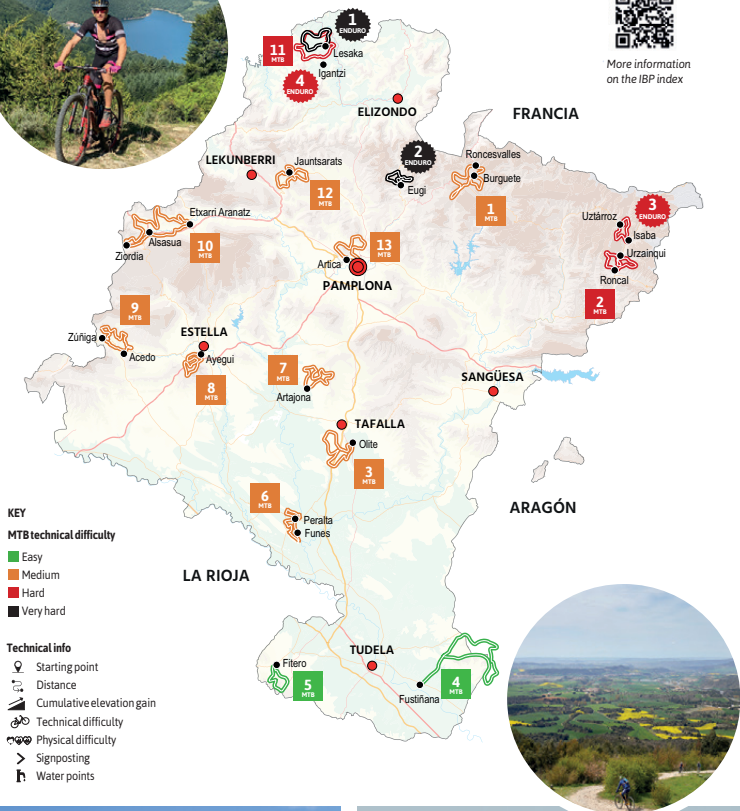 1
ENDURO
11
MTB
Lesaka
Igantzi
4
ENDURO
More information
on the IBP index
ELIZONDO
FRANCIA
2
ENDURO
LEKUNBERRI
Jauntsarats
Roncesvalles
Burguete
Eugi
12
MTB
1
MTB
3
ENDURO
Uztárroz
Isaba
Urzainqui
Roncal
2
MTB
Etxarri Aranatz
Alsasua
Ziordia
10
MTB
13
MTB
Artica
PAMPLONA
9
MTB
Zúñiga
Acedo
ESTELLA
Ayegui
8
MTB
7
MTB
Artajona
SANGÜESA
TAFALLA
Olite
3
MTB
6
MTB
Peralta
Funes
ARAGÓN
LA RIOJA
KEY
MTB technical difficulty
Easy
Medium
Hard
Very hard
Technical info
Starting point
Distance
Cumulative elevation gain
Technical difficulty
Physical difficulty
Signposting
Water points
TUDELA
Fitero
5
MTB
Fustiñana
4
MTB